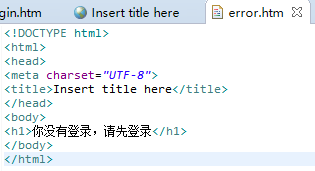 gin.htm Insert title here error.htm
<!DOCTYPE html>
<html>
<head>
<meta charset="UTF-8">
<title>Insert title here</title>
</head>
<body>
<h1>你没有登录，请先登录</h1>
</body>
</html>